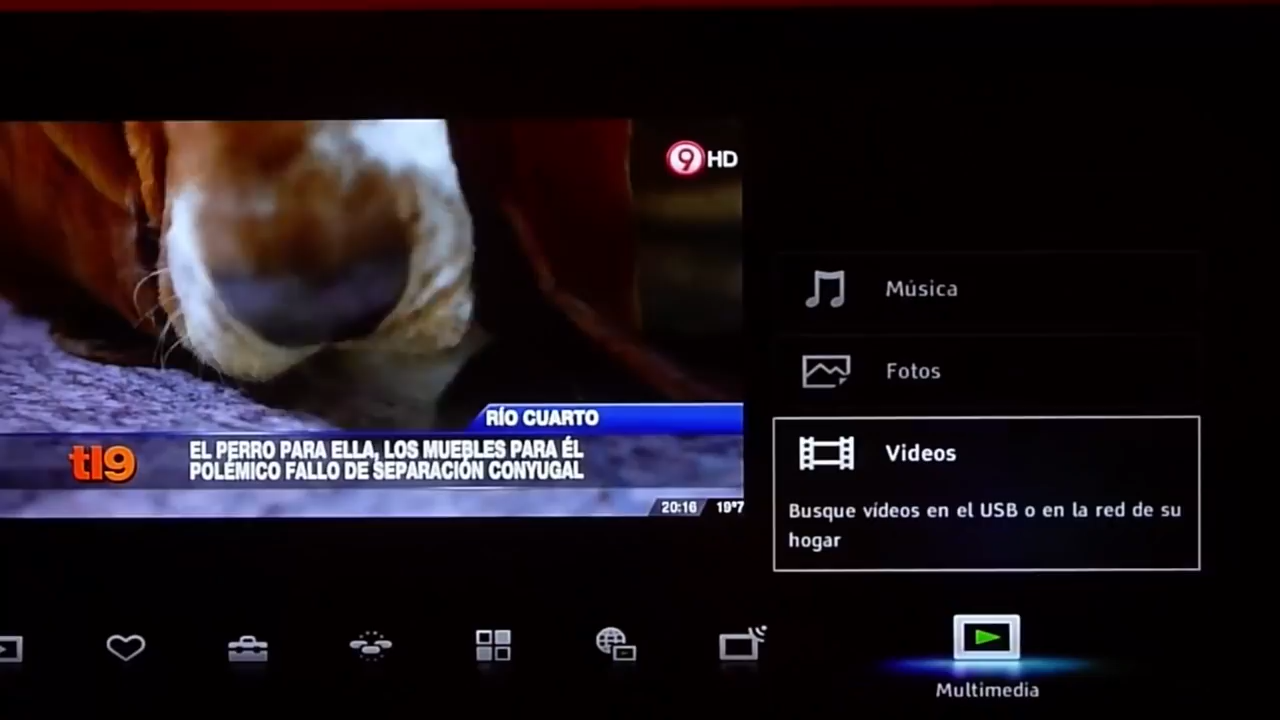 9 HD
RÍO CUARTO
tl9
EL PERRO PARA ELLA, LOS MUEBLES PARA ÉL
POLÉMICO FALLO DE SEPARACIÓN CONYUGAL
20:16 19°7
Música
Fotos
Videos
Busque vídeos en el USB o en la red de su
hogar
Multimedia